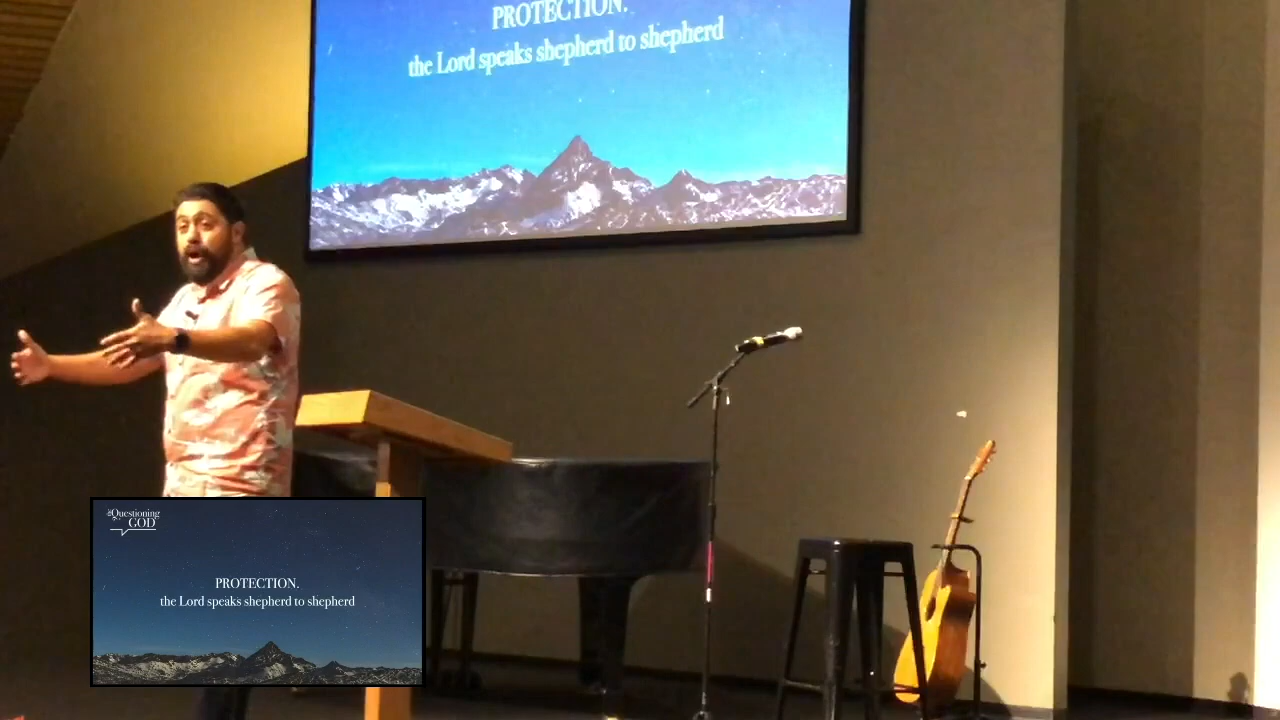 PROTECTION.
the Lord speaks shepherd to shepherd
Questioning
GOD
PROTECTION.
the Lord speaks shepherd to shepherd